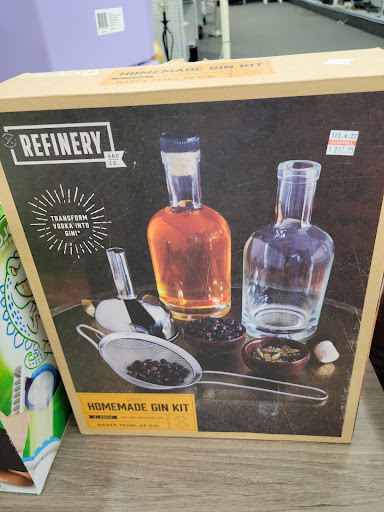 HOMEMADE GIN KIT
REFINERY
AND
CO
TRANSFORM
VODKA INTO
GIN!*
HOMEMADE GIN KIT
MAKES 750ML OF GIN